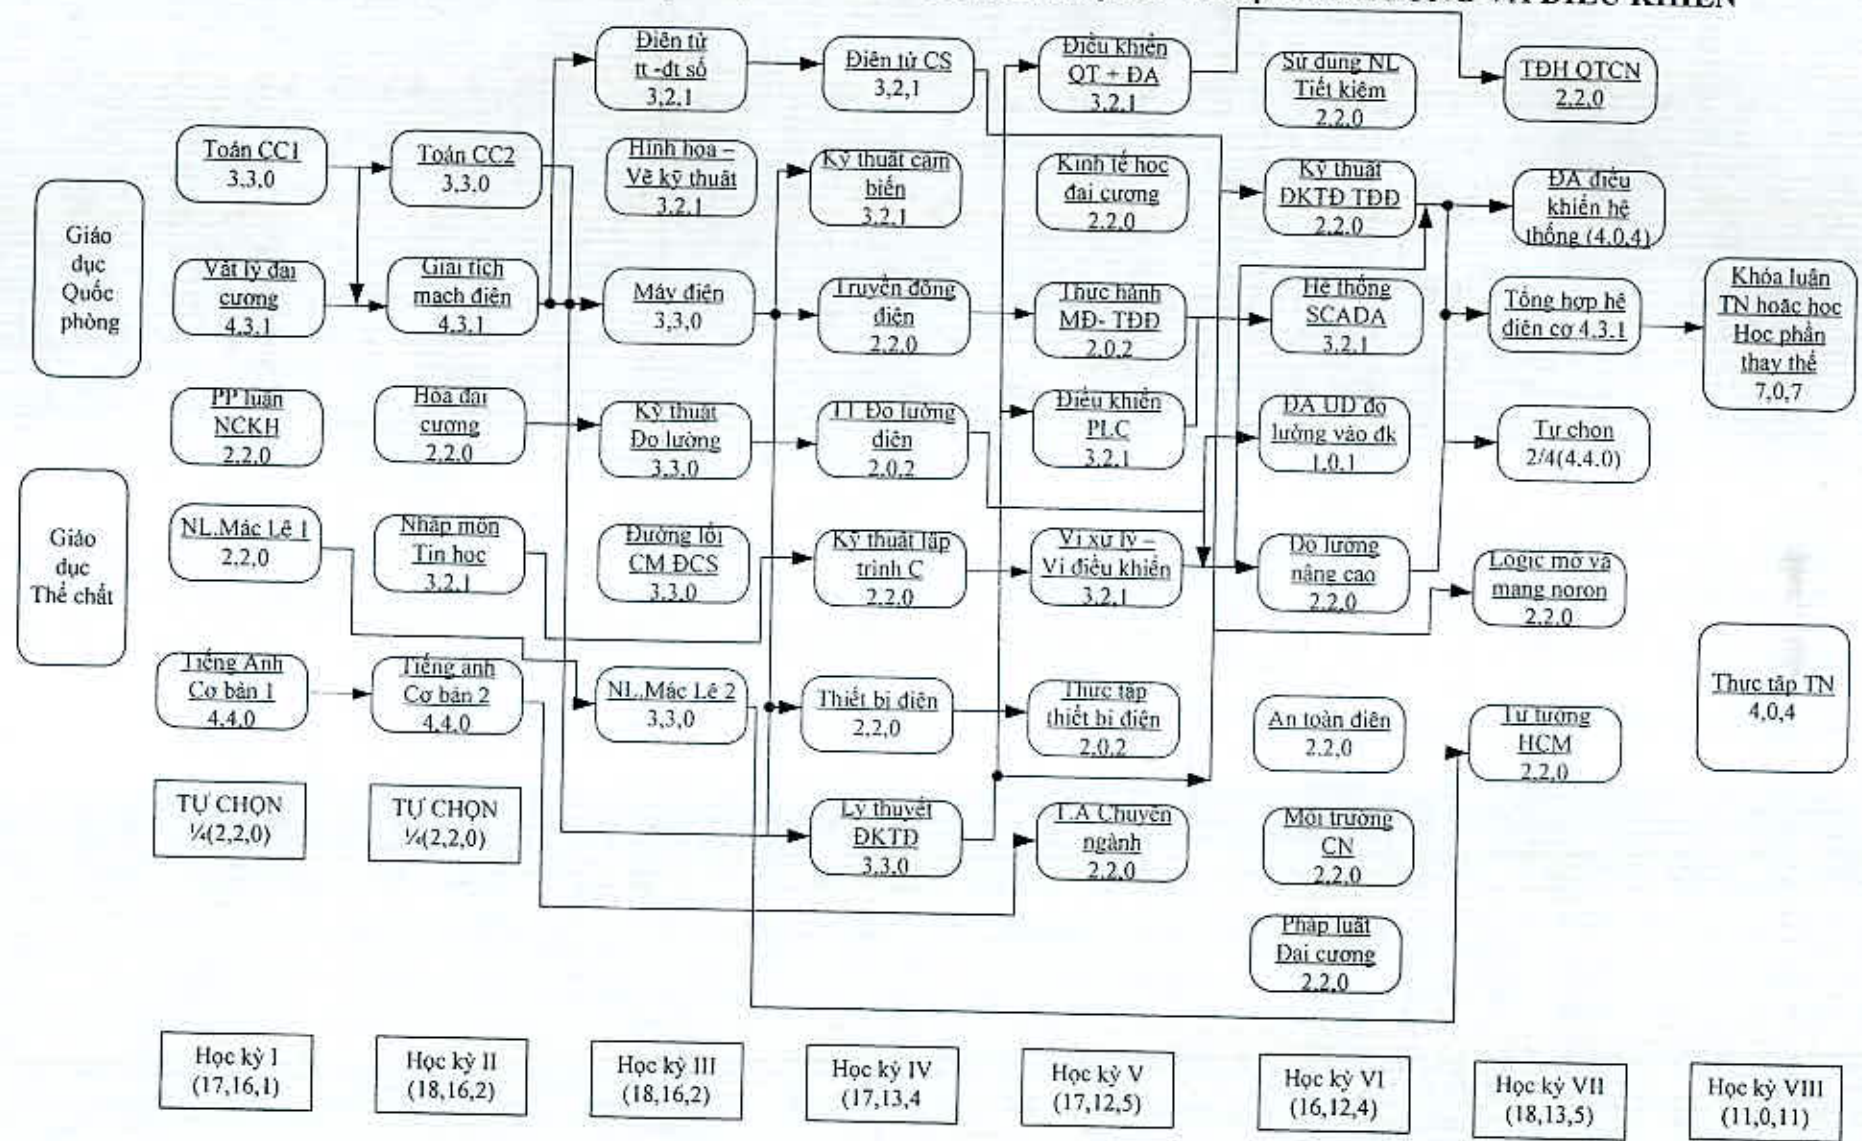 VÀ ĐIỀU KHIỂN
Giáo
dục
Quốc
phòng
Giáo
dục
Thể chất
Toán CC1
3,3,0
Vật lý đại
cương
4,3,1
PP luận
NCKH
2,2,0
NL.Mác Lê 1
2,2,0
Tiếng Anh
Cơ bản 1
4,4,0
TỰ CHỌN
¼(2,2,0)
Học kỳ I
(17,16,1)
Toán CC2
3,3,0
Giải tích
mạch điện
4,3,1
Hóa đại
cương
2,2,0
Nhập môn
Tin học
3,2,1
Tiếng anh
Cơ bản 2
4,4,0
TỰ CHỌN
¼(2,2,0)
Học kỳ II
(18,16,2)
Điện tử
tt -đt số
3,2,1
Hình họa –
Vẽ kỹ thuật
3,2,1
Máy điện
3,3,0
Kỹ thuật
Đo lường
3,3,0
Đường lối
CM ĐCS
3,3,0
NL.Mác Lê 2
3,3,0
Học kỳ III
(18,16,2)
Điện tử CS
3,2,1
Kỹ thuật cảm
biến
3,2,1
Truyền động
điện
2,2,0
TT Đo lường
điện
2,0,2
Kỹ thuật lập
trình C
2,2,0
Thiết bị điện
2,2,0
Lý thuyết
ĐKTĐ
3,3,0
Học kỳ IV
(17,13,4
Điều khiển
QT + ĐA
3,2,1
Kinh tế học
đại cương
2,2,0
Thực hành
MĐ- TĐĐ
2,0,2
Điều khiển
PLC
3,2,1
Vi xử lý –
Vi điều khiển
3,2,1
Thực tập
thiết bị điện
2,0,2
T.A Chuyên
ngành
2,2,0
Học kỳ V
(17,12,5)
Sử dụng NL
Tiết kiệm
2,2,0
Kỹ thuật
ĐKTĐ TĐĐ
2,2,0
Hệ thống
SCADA
3,2,1
ĐA UD đo
lường vào đk
1,0,1
Đo lường
nâng cao
2,2,0
An toàn điện
2,2,0
Môi trường
CN
2,2,0
Pháp luật
Đại cương
2,2,0
Học kỳ VI
(16,12,4)
TĐH QTCN
2,2,0
ĐA điều
khiển hệ
thống (4,0,4)
Tổng hợp hệ
điện cơ 4,3,1
Tự chọn
2/4(4,4,0)
Logic mờ và
mạng noron
2,2,0
Tư tưởng
HCM
2,2,0
Học kỳ VII
(18,13,5)
Khóa luận
TN hoặc học
Học phần
thay thế
7,0,7
Thực tập TN
4,0,4
Học kỳ VIII
(11,0,11)